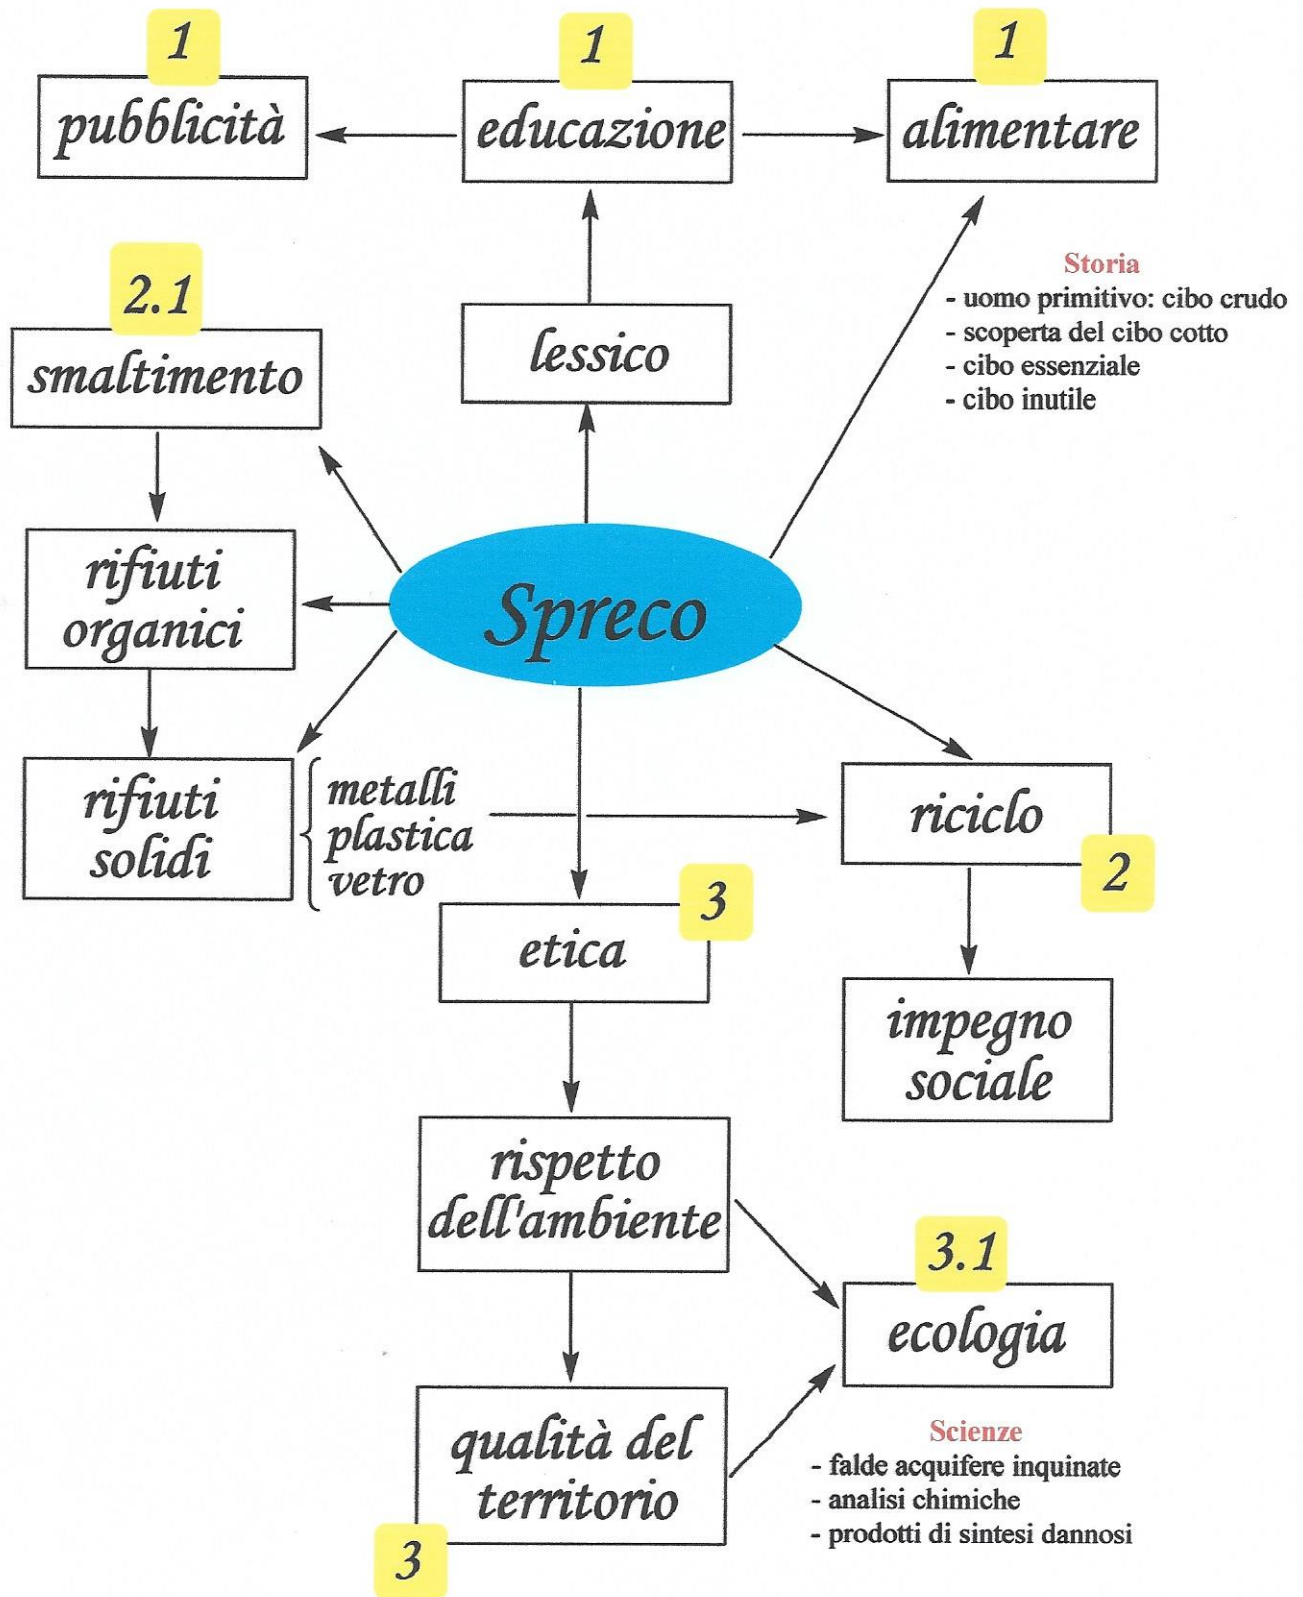 1
pubblicità
1
educazione
1
alimentare
Storia
- uomo primitivo: cibo crudo
- scoperta del cibo cotto
- cibo essenziale
- cibo inutile
2.1
smaltimento
lessico
rifiuti
organici
Spreco
rifiuti
solidi
metalli
plastica
vetro
riciclo
2
3
etica
impegno
sociale
rispetto
dell'ambiente
3.1
ecologia
Scienze
- falde acquifere inquinate
- analisi chimiche
- prodotti di sintesi dannosi
qualità del
territorio
3